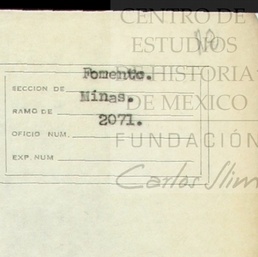 CENTRO DE
ESTUDIOS
DE HISTORIA
DE MEXICO
FUNDACIÓN
Carlos Slim
SECCION DE Fomento.
RAMO DE Minas.
OFICIO NUM. 2071.
EXP. NUM